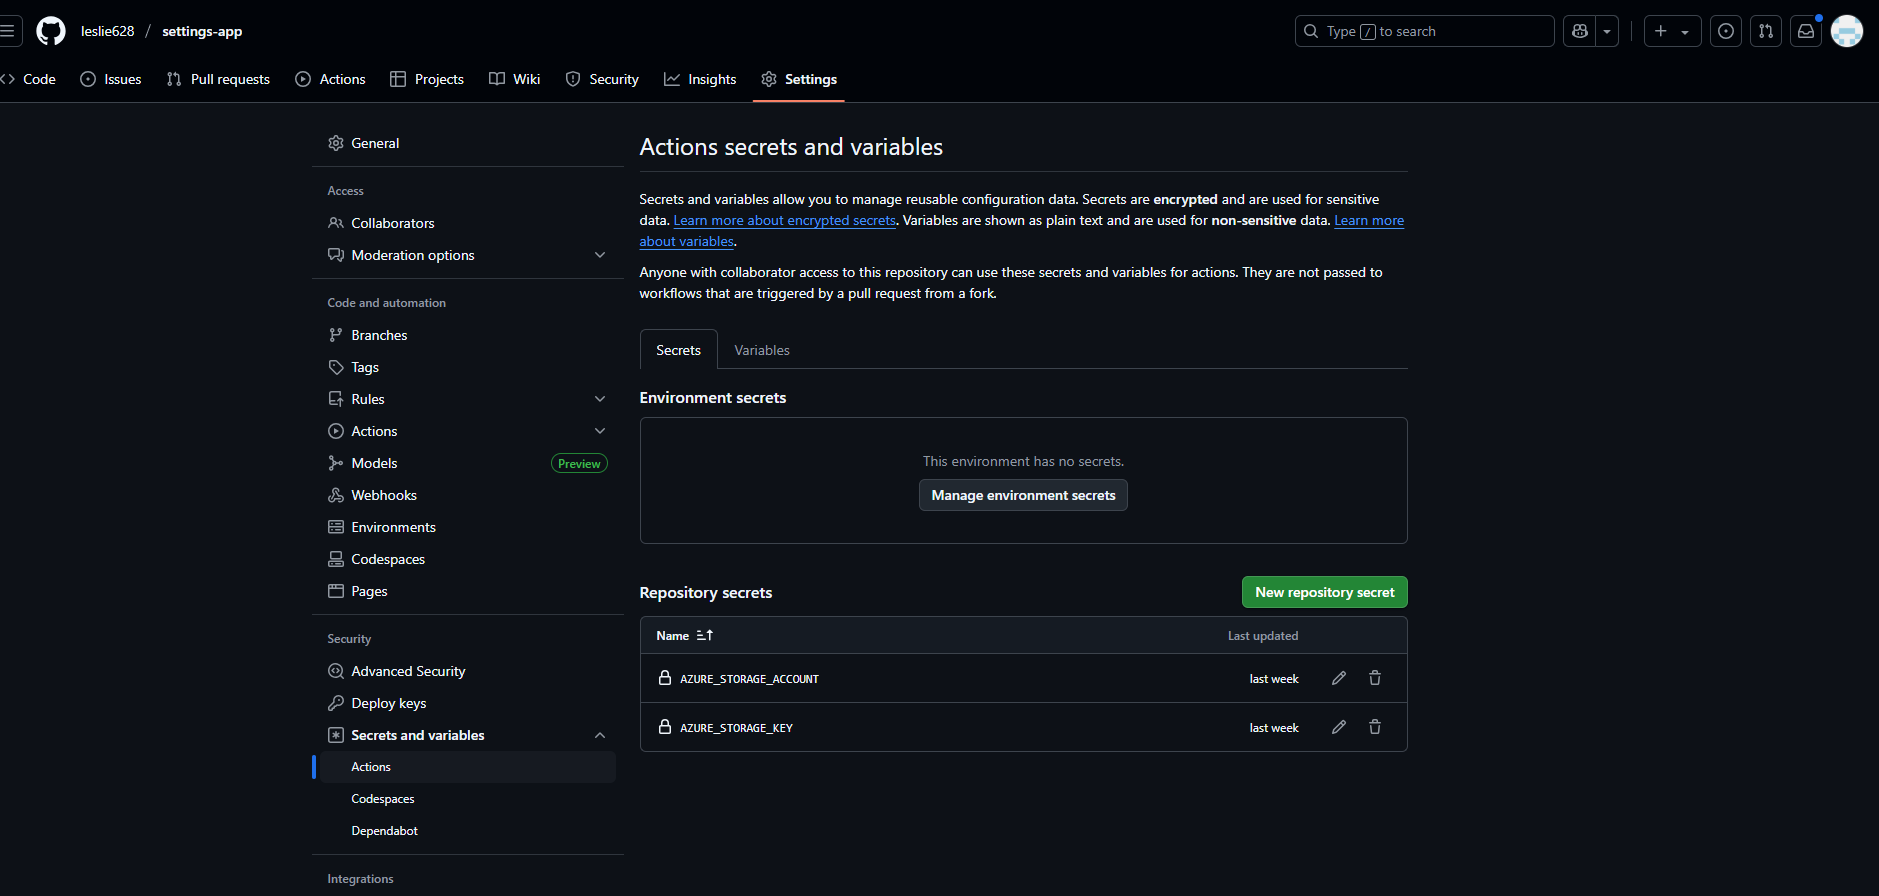 leslie628 / settings-app
Type / to search
Code
Issues
Pull requests
Actions
Projects
Wiki
Security
Insights
Settings
General
Access
Collaborators
Moderation options
Code and automation
Branches
Tags
Rules
Actions
Models
Preview
Webhooks
Environments
Codespaces
Pages
Security
Advanced Security
Deploy keys
Secrets and variables
Actions
Codespaces
Dependabot
Integrations
Actions secrets and variables
Secrets and variables allow you to manage reusable configuration data. Secrets are encrypted and are used for sensitive
data. Learn more about encrypted secrets. Variables are shown as plain text and are used for non-sensitive data. Learn more
about variables.
Anyone with collaborator access to this repository can use these secrets and variables for actions. They are not passed to
workflows that are triggered by a pull request from a fork.
Secrets
Variables
Environment secrets
This environment has no secrets.
Manage environment secrets
Repository secrets
New repository secret
Name
Last updated
AZURE_STORAGE_ACCOUNT
last week
AZURE_STORAGE_KEY
last week